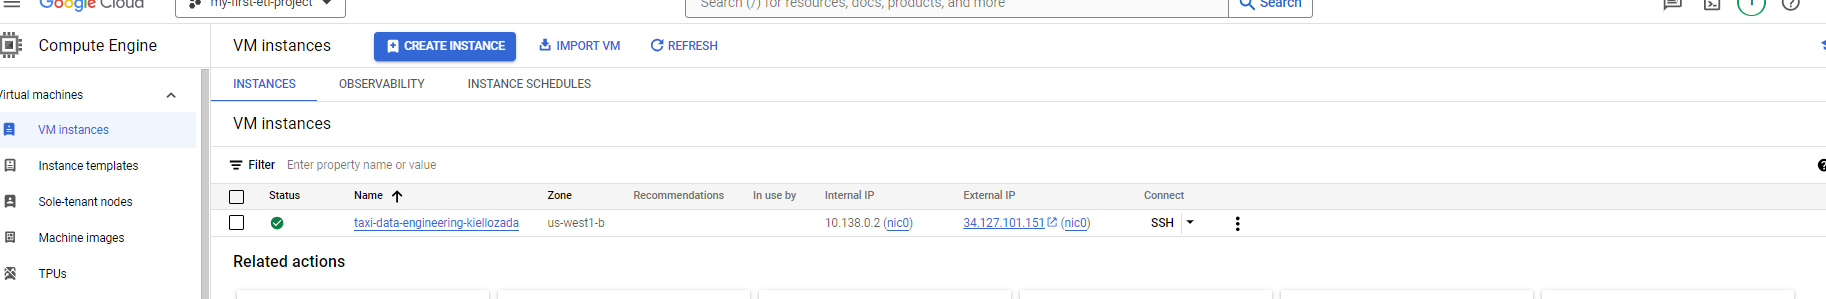 Google Cloud
my-first-etl-project
Search (/) for resources, docs, products, and more
Search
Compute Engine
VM instances
CREATE INSTANCE
IMPORT VM
REFRESH
Virtual machines
VM instances
Instance templates
Sole-tenant nodes
Machine images
TPUs
INSTANCES OBSERVABILITY INSTANCE SCHEDULES
VM instances
Filter Enter property name or value
Status Name Zone Recommendations In use by Internal IP External IP Connect
taxi-data-engineering-kiellozada us-west1-b 10.138.0.2 (nic0) 34.127.101.151 (nic0) SSH
Related actions